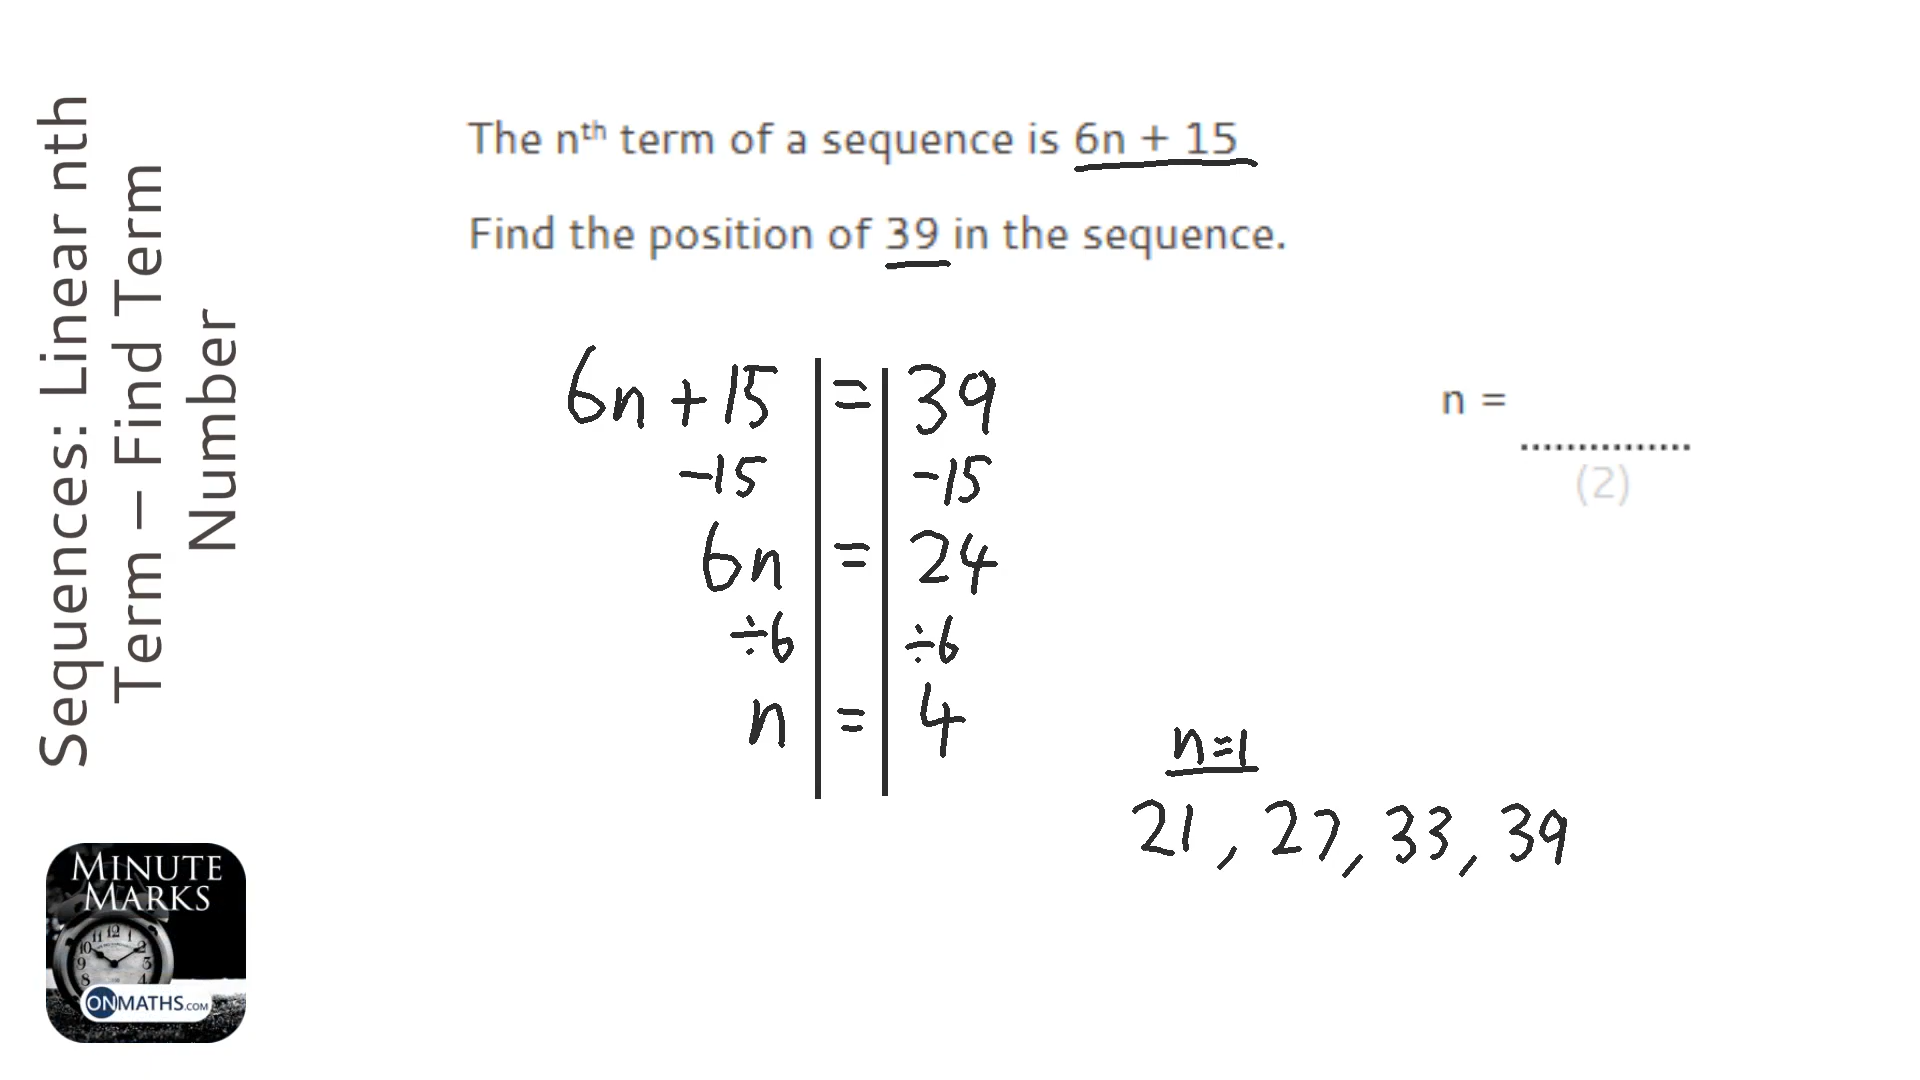 Sequences: Linear nth
Term – Find Term
Number
The nth term of a sequence is 6n + 15
Find the position of 39 in the sequence.
6n + 15 = 39
-15 -15
6n = 24
÷6 ÷6
n = 4
n =
...............
(2)
n=1
21, 27, 33, 39
MINUTE
MARKS
ONMATHS.COM